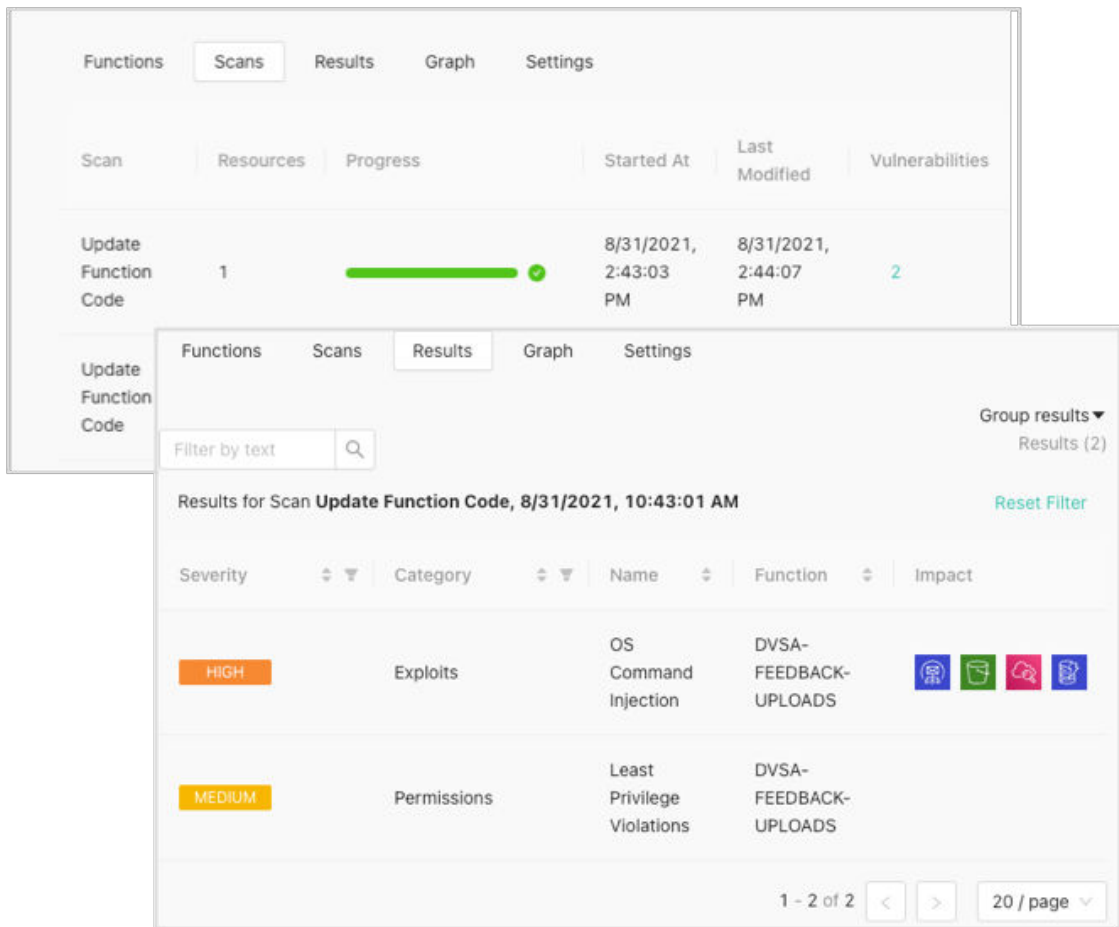 Functions Scans Results Graph Settings
Scan Resources Progress Started At Last Modified Vulnerabilities
Update
Function
Code
1
8/31/2021,
2:43:03
PM
8/31/2021,
2:44:07
PM
2
Update
Function
Code
Functions Scans Results Graph Settings
Group results
Results (2)
Filter by text
Results for Scan Update Function Code, 8/31/2021, 10:43:01 AM
Reset Filter
Severity Category Name Function Impact
HIGH
Exploits
OS
Command
Injection
DVSA-
FEEDBACK-
UPLOADS
MEDIUM
Permissions
Least
Privilege
Violations
DVSA-
FEEDBACK-
UPLOADS
1 - 2 of 2 < > 20 / page